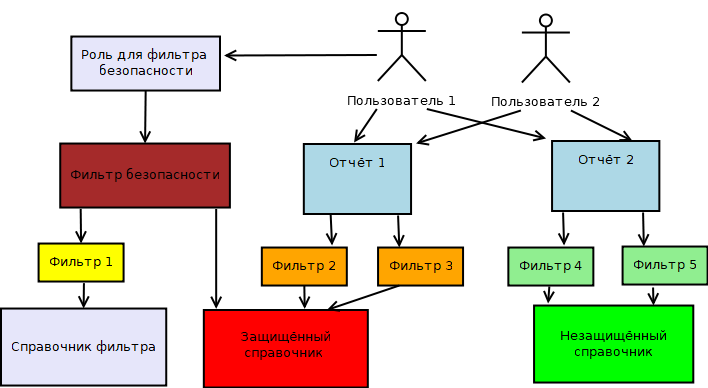 Роль для фильтра
безопасности
Пользователь 1
Пользователь 2
Фильтр безопасности
Отчёт 1
Отчёт 2
Фильтр 1
Фильтр 2
Фильтр 3
Фильтр 4
Фильтр 5
Справочник фильтра
Защищённый
справочник
Незащищённый
справочник